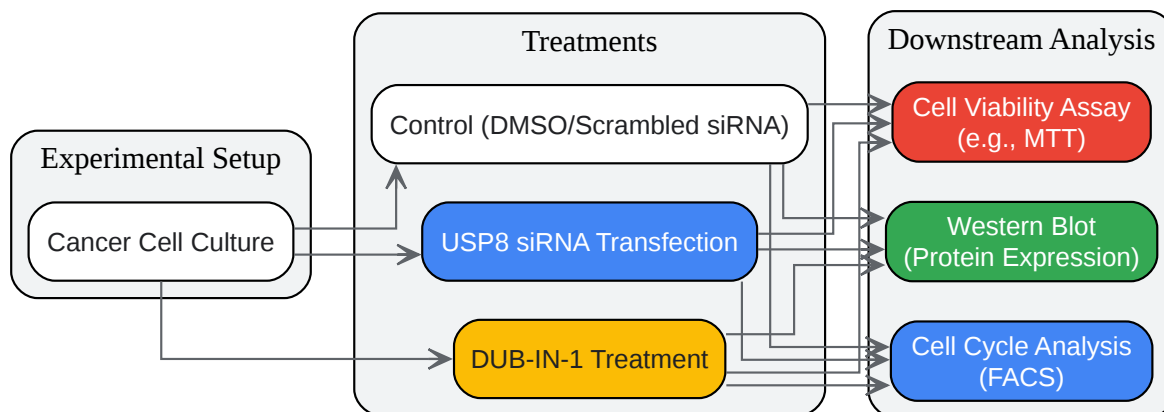 Experimental Setup
Cancer Cell Culture
Treatments
Control (DMSO/Scrambled siRNA)
USP8 siRNA Transfection
DUB-IN-1 Treatment
Downstream Analysis
Cell Viability Assay
(e.g., MTT)
Western Blot
(Protein Expression)
Cell Cycle Analysis
(FACS)